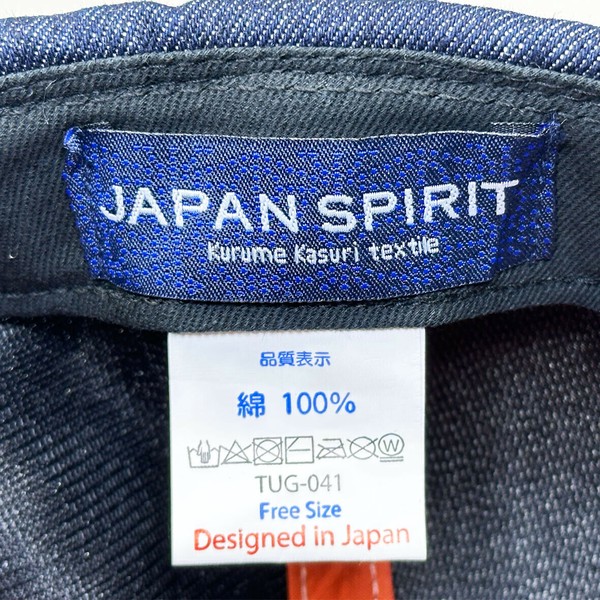 JAPAN SPIRIT
Kurume Kasuri textile
品質表示
綿 100%
W
TUG-041
Free Size
Designed in Japan